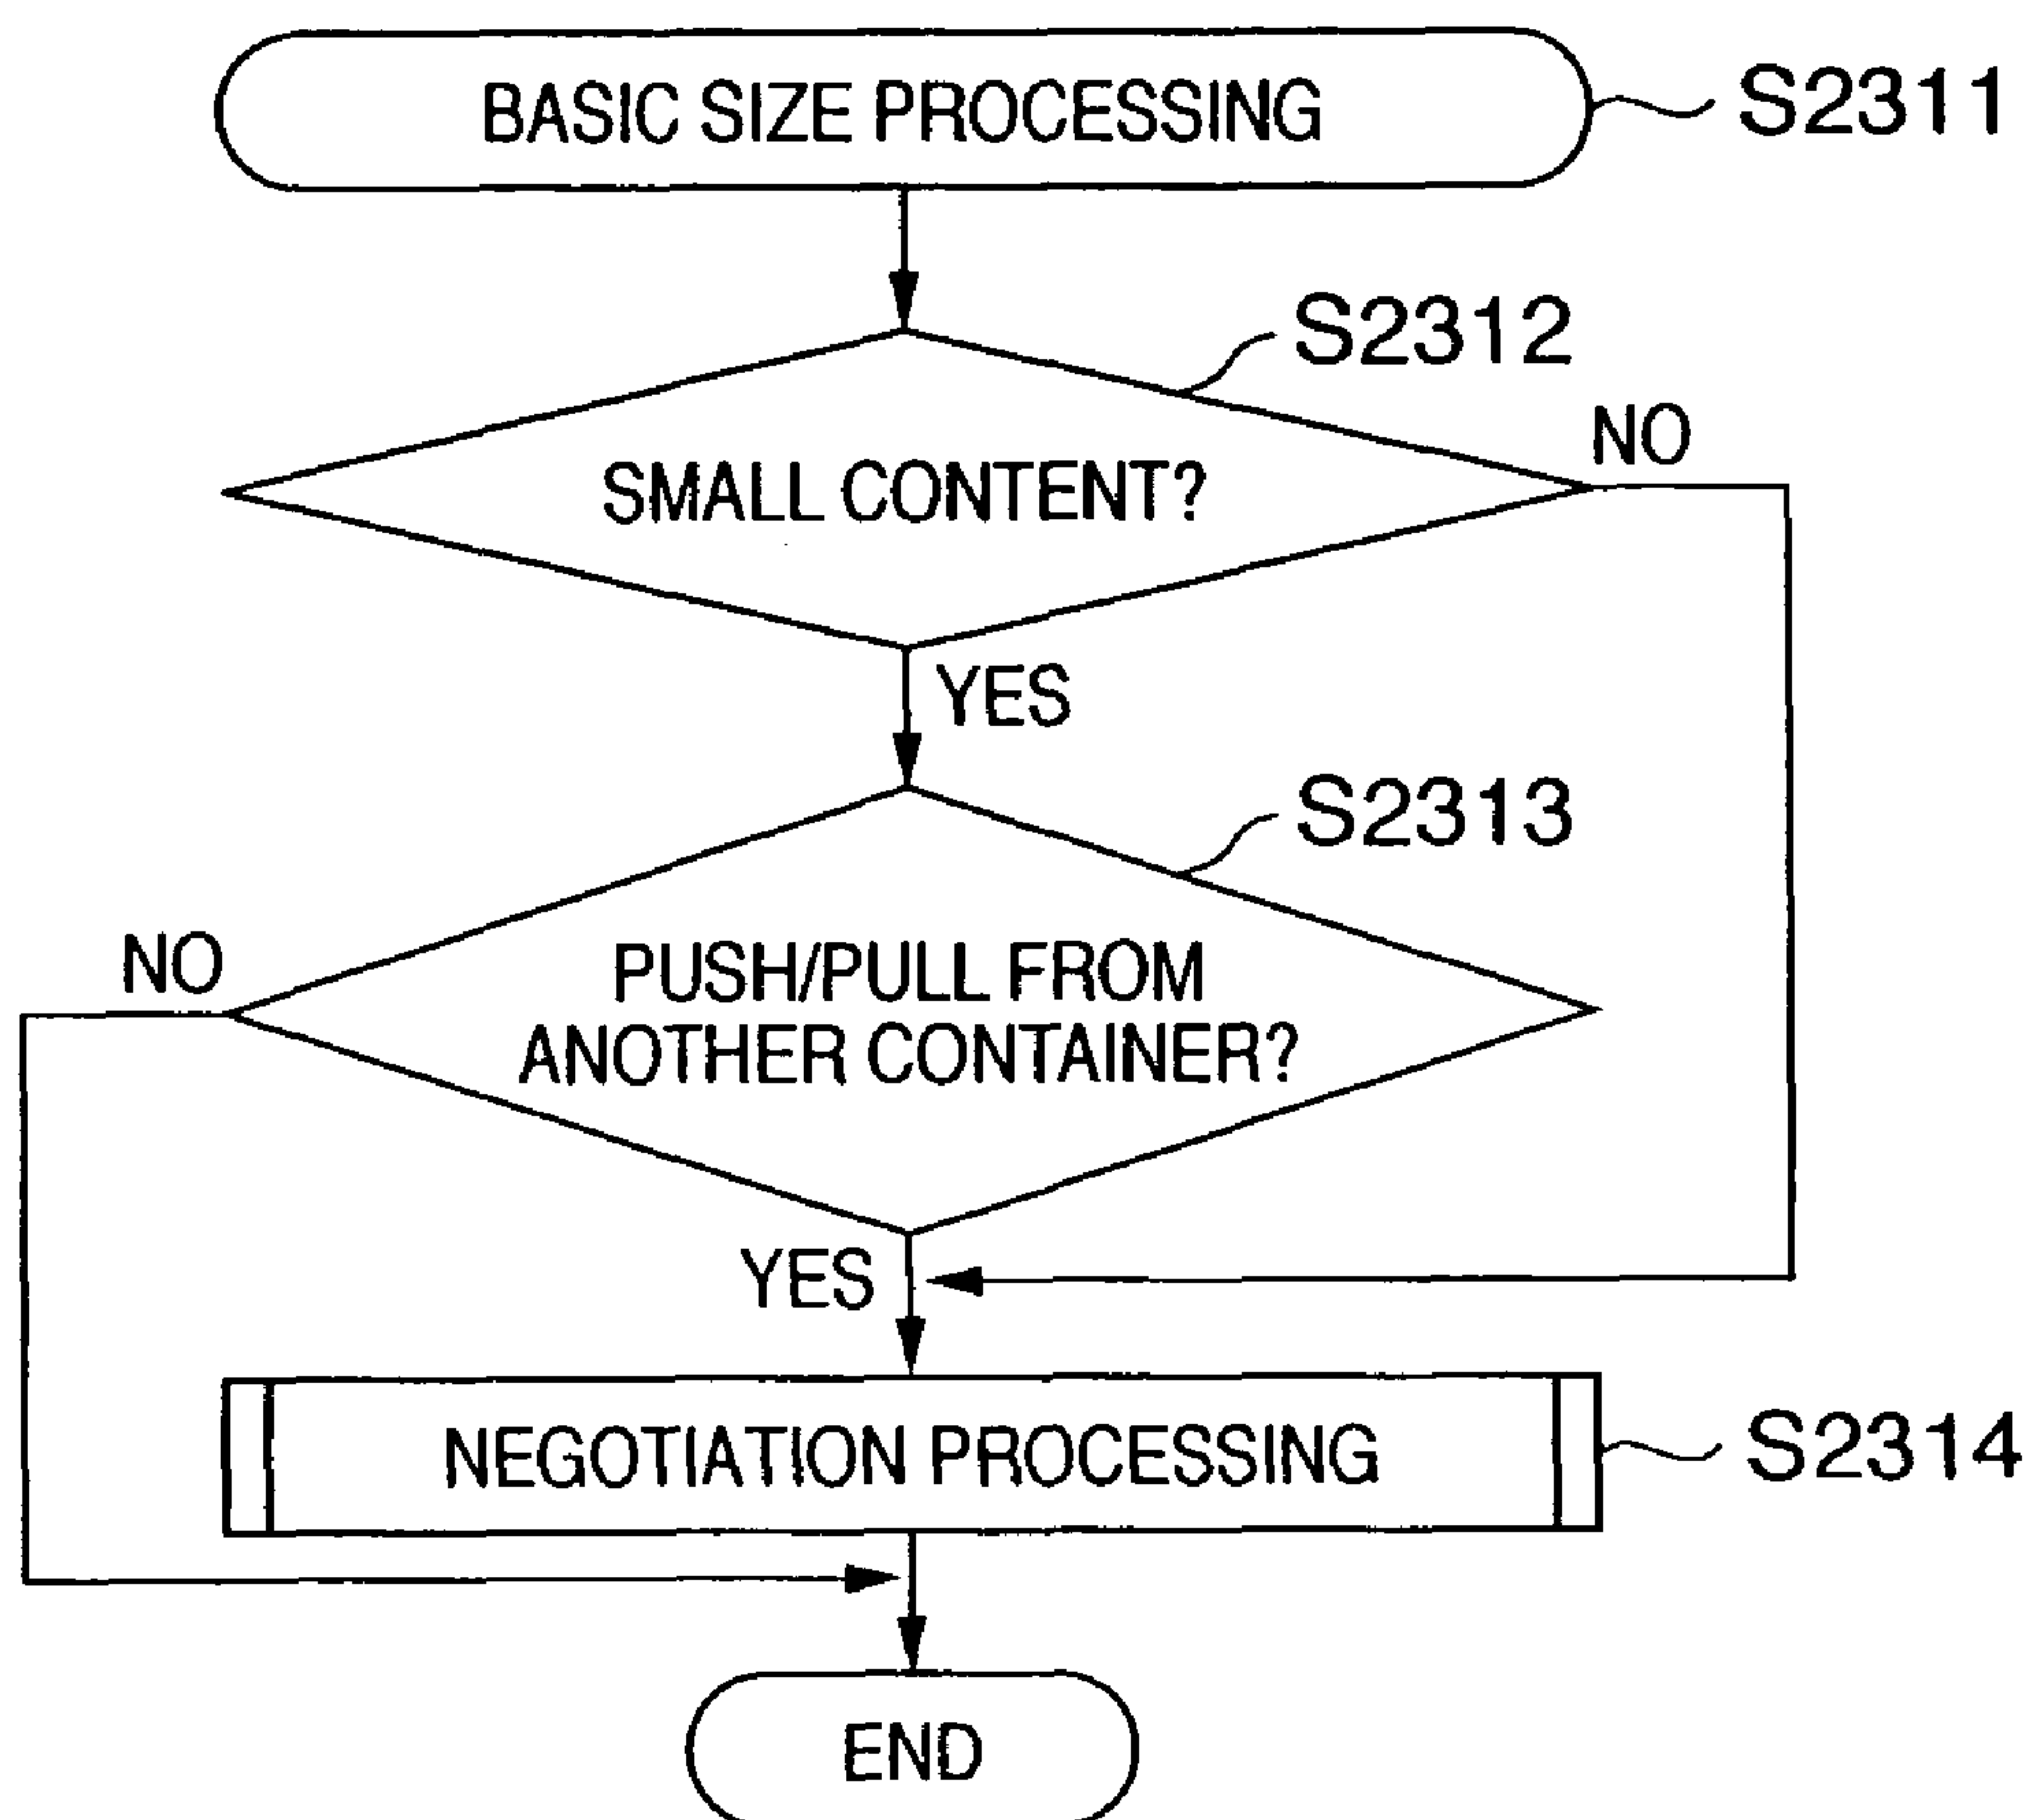 BASIC SIZE PROCESSING
S2311
S2312
NO
SMALL CONTENT?
YES
S2313
NO
PUSH/PULL FROM
ANOTHER CONTAINER?
YES
NEGOTIATION PROCESSING
S2314
END